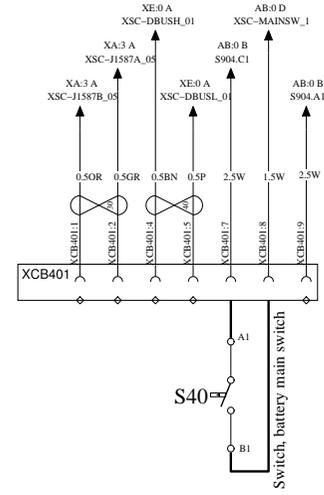 XE:0 A
XSC-DBUSH_01
AB:0 D
XSC-MAINSW_1
XA:3 A
XSC-J1587A_05
AB:0 B
S904.C1
XA:3 A
XSC-J1587B_05
XE:0 A
XSC-DBUSL_01
AB:0 B
S904.A1
0.5OR
0.5GR
0.5BN
0.5P
2.5W
1.5W
2.5W
30
40
XCB401:1
XCB401:2
XCB401:4
XCB401:5
XCB401:7
XCB401:8
XCB401:9
XCB401
A1
S40
B1
Switch, battery main switch